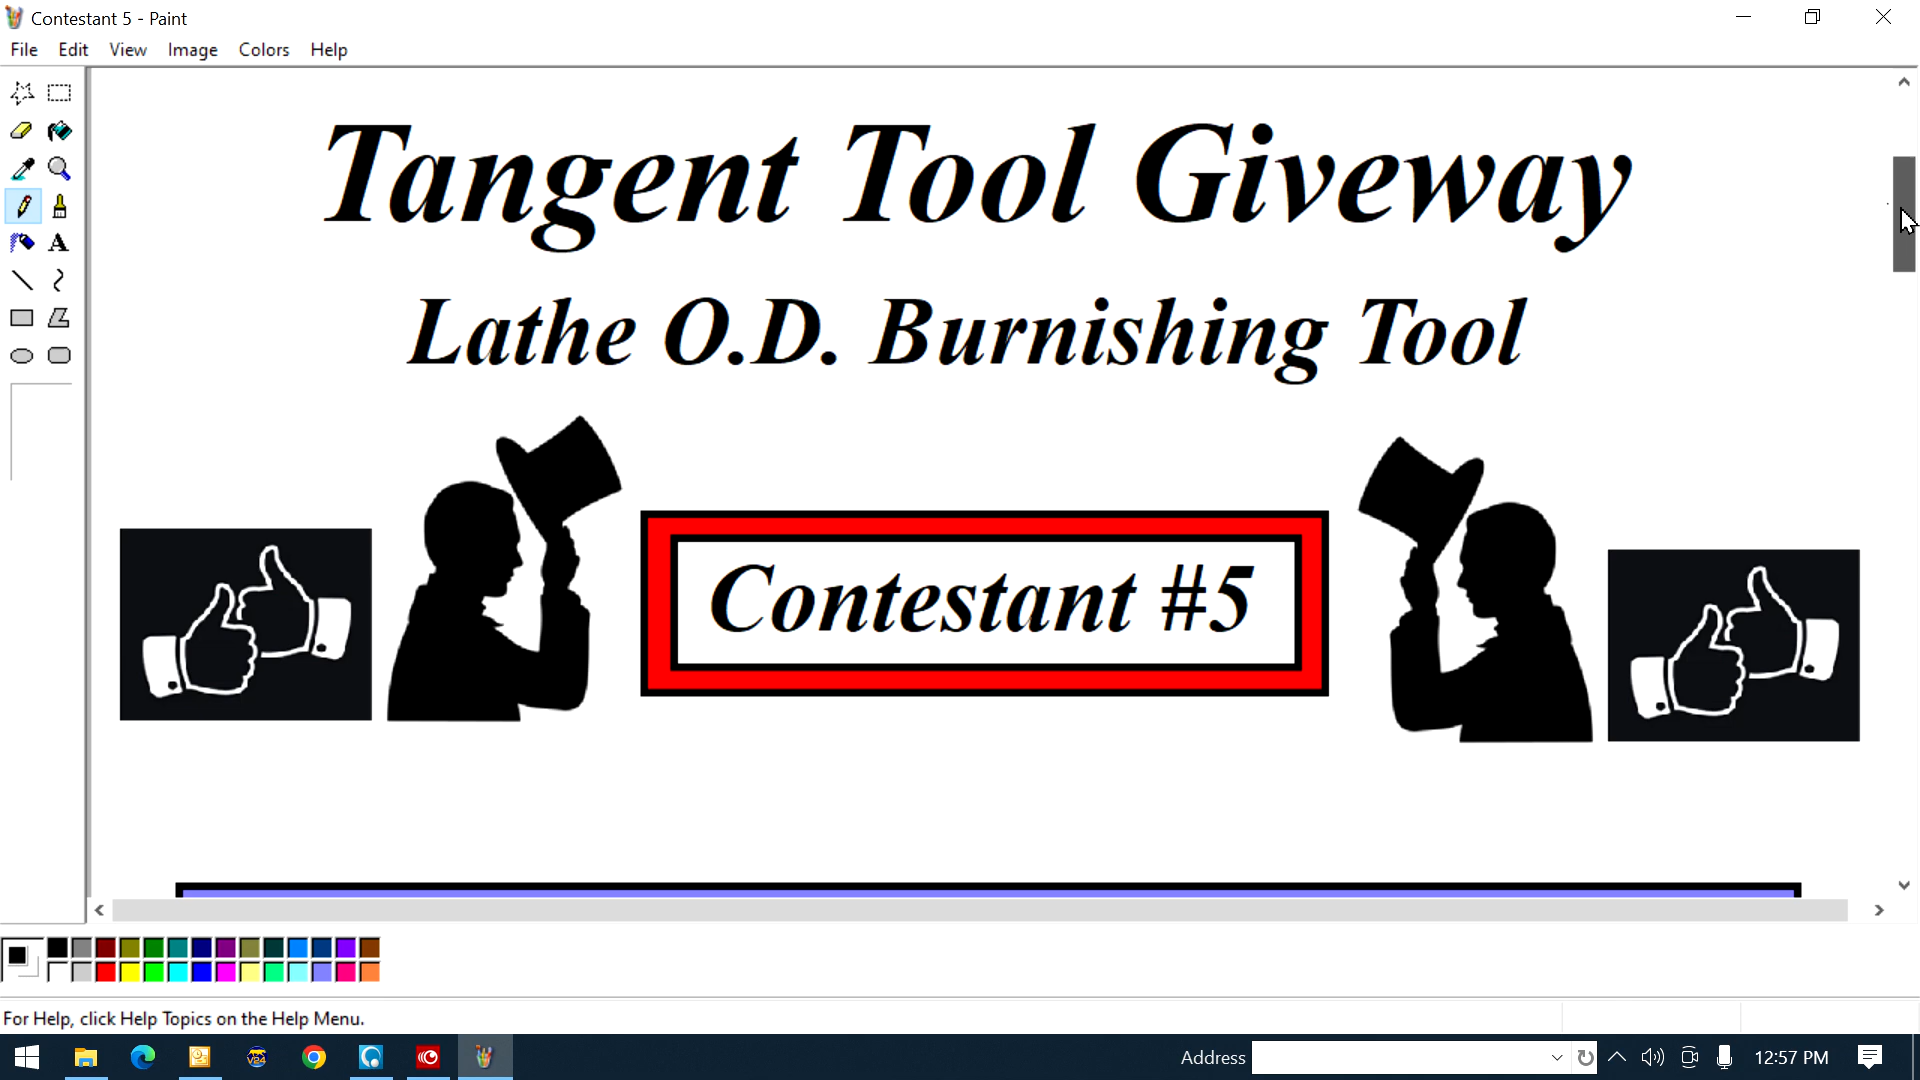 Contestant 5 - Paint
File Edit View Image Colors Help
Tangent Tool Giveway
Lathe O.D. Burnishing Tool
Contestant #5
For Help, click Help Topics on the Help Menu.
V24
Address
12:57 PM